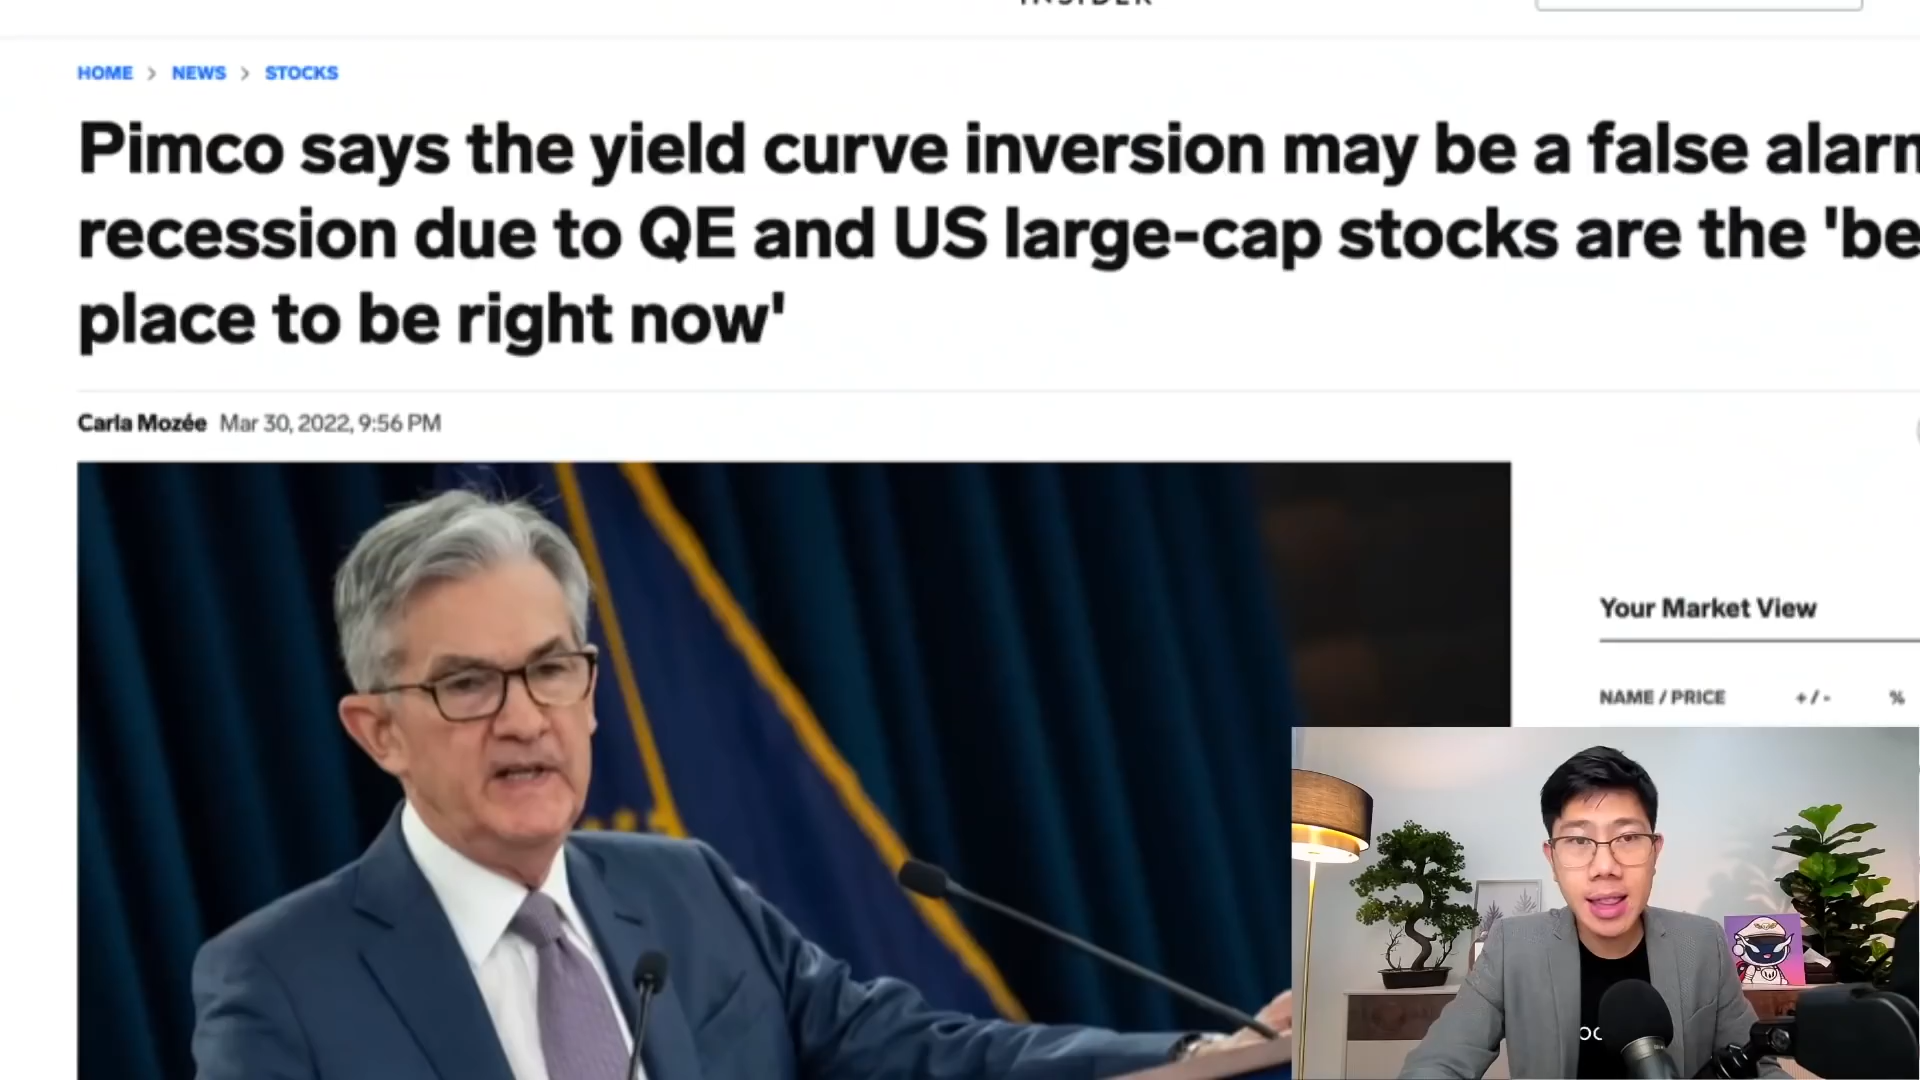 INSIDER
HOME > NEWS > STOCKS
Pimco says the yield curve inversion may be a false alarm
recession due to QE and US large-cap stocks are the 'be
place to be right now'
Carla Mozée Mar 30, 2022, 9:56 PM
Your Market View
NAME / PRICE +/- %
OC